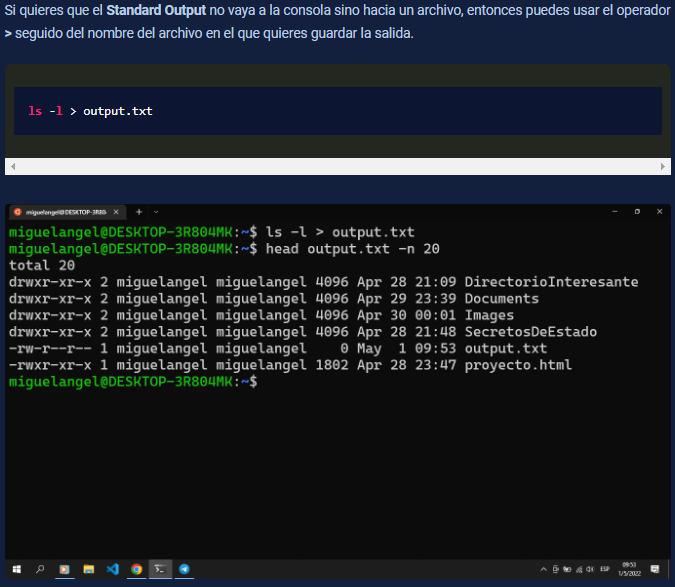 Si quieres que el Standard Output no vaya a la consola sino hacia un archivo, entonces puedes usar el operador
> seguido del nombre del archivo en el que quieres guardar la salida.
ls -l > output.txt
miguelangel@DESKTOP-3R80
miguelangel@DESKTOP-3R804MK:~$ ls -l > output.txt
miguelangel@DESKTOP-3R804MK:~$ head output.txt -n 20
total 20
drwxr-xr-x 2 miguelangel miguelangel 4096 Apr 28 21:09 DirectorioInteresante
drwxr-xr-x 2 miguelangel miguelangel 4096 Apr 29 23:39 Documents
drwxr-xr-x 2 miguelangel miguelangel 4096 Apr 30 00:01 Images
drwxr-xr-x 2 miguelangel miguelangel 4096 Apr 28 21:48 SecretosDeEstado
-rw-r--r-- 1 miguelangel miguelangel    0 May  1 09:53 output.txt
-rwxr-xr-x 1 miguelangel miguelangel 1802 Apr 28 23:47 proyecto.html
miguelangel@DESKTOP-3R804MK:~$
ESP
09:53
1/5/2022